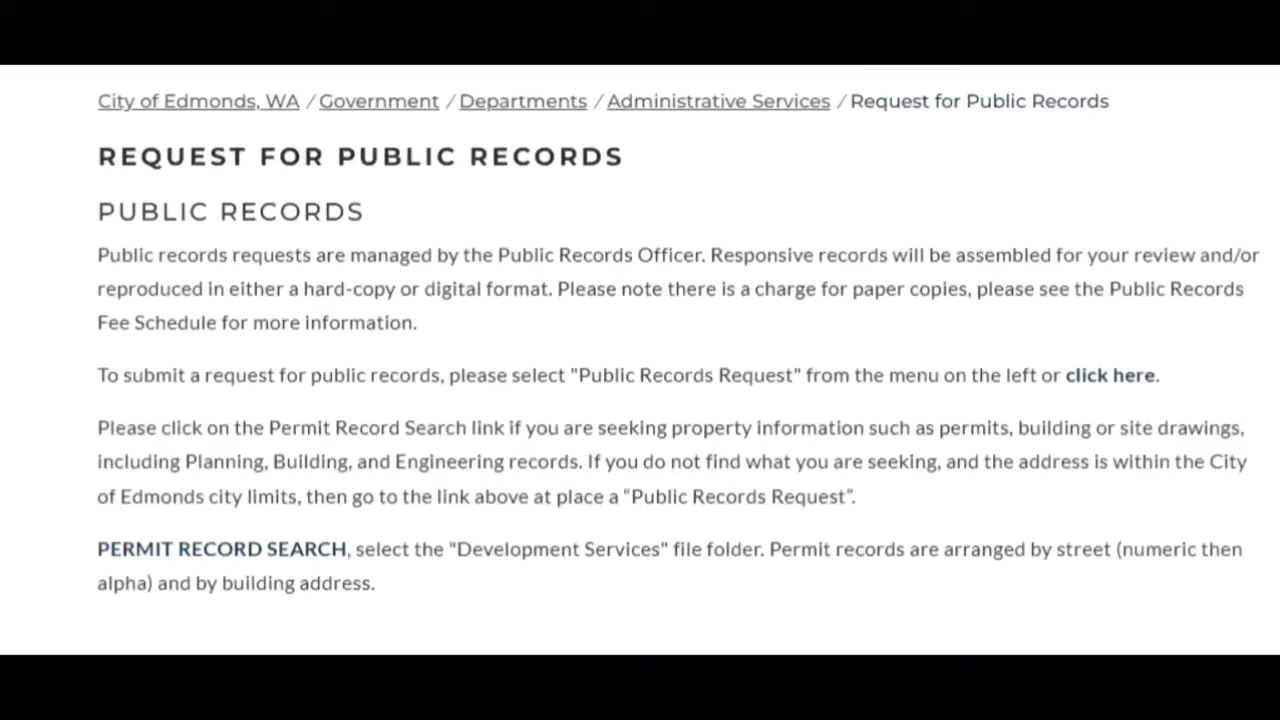 City of Edmonds, WA / Government / Departments / Administrative Services / Request for Public Records
REQUEST FOR PUBLIC RECORDS
PUBLIC RECORDS
Public records requests are managed by the Public Records Officer. Responsive records will be assembled for your review and/or
reproduced in either a hard-copy or digital format. Please note there is a charge for paper copies, please see the Public Records
Fee Schedule for more information.
To submit a request for public records, please select "Public Records Request" from the menu on the left or click here.
Please click on the Permit Record Search link if you are seeking property information such as permits, building or site drawings,
including Planning, Building, and Engineering records. If you do not find what you are seeking, and the address is within the City
of Edmonds city limits, then go to the link above at place a “Public Records Request”.
PERMIT RECORD SEARCH, select the "Development Services" file folder. Permit records are arranged by street (numeric then
alpha) and by building address.